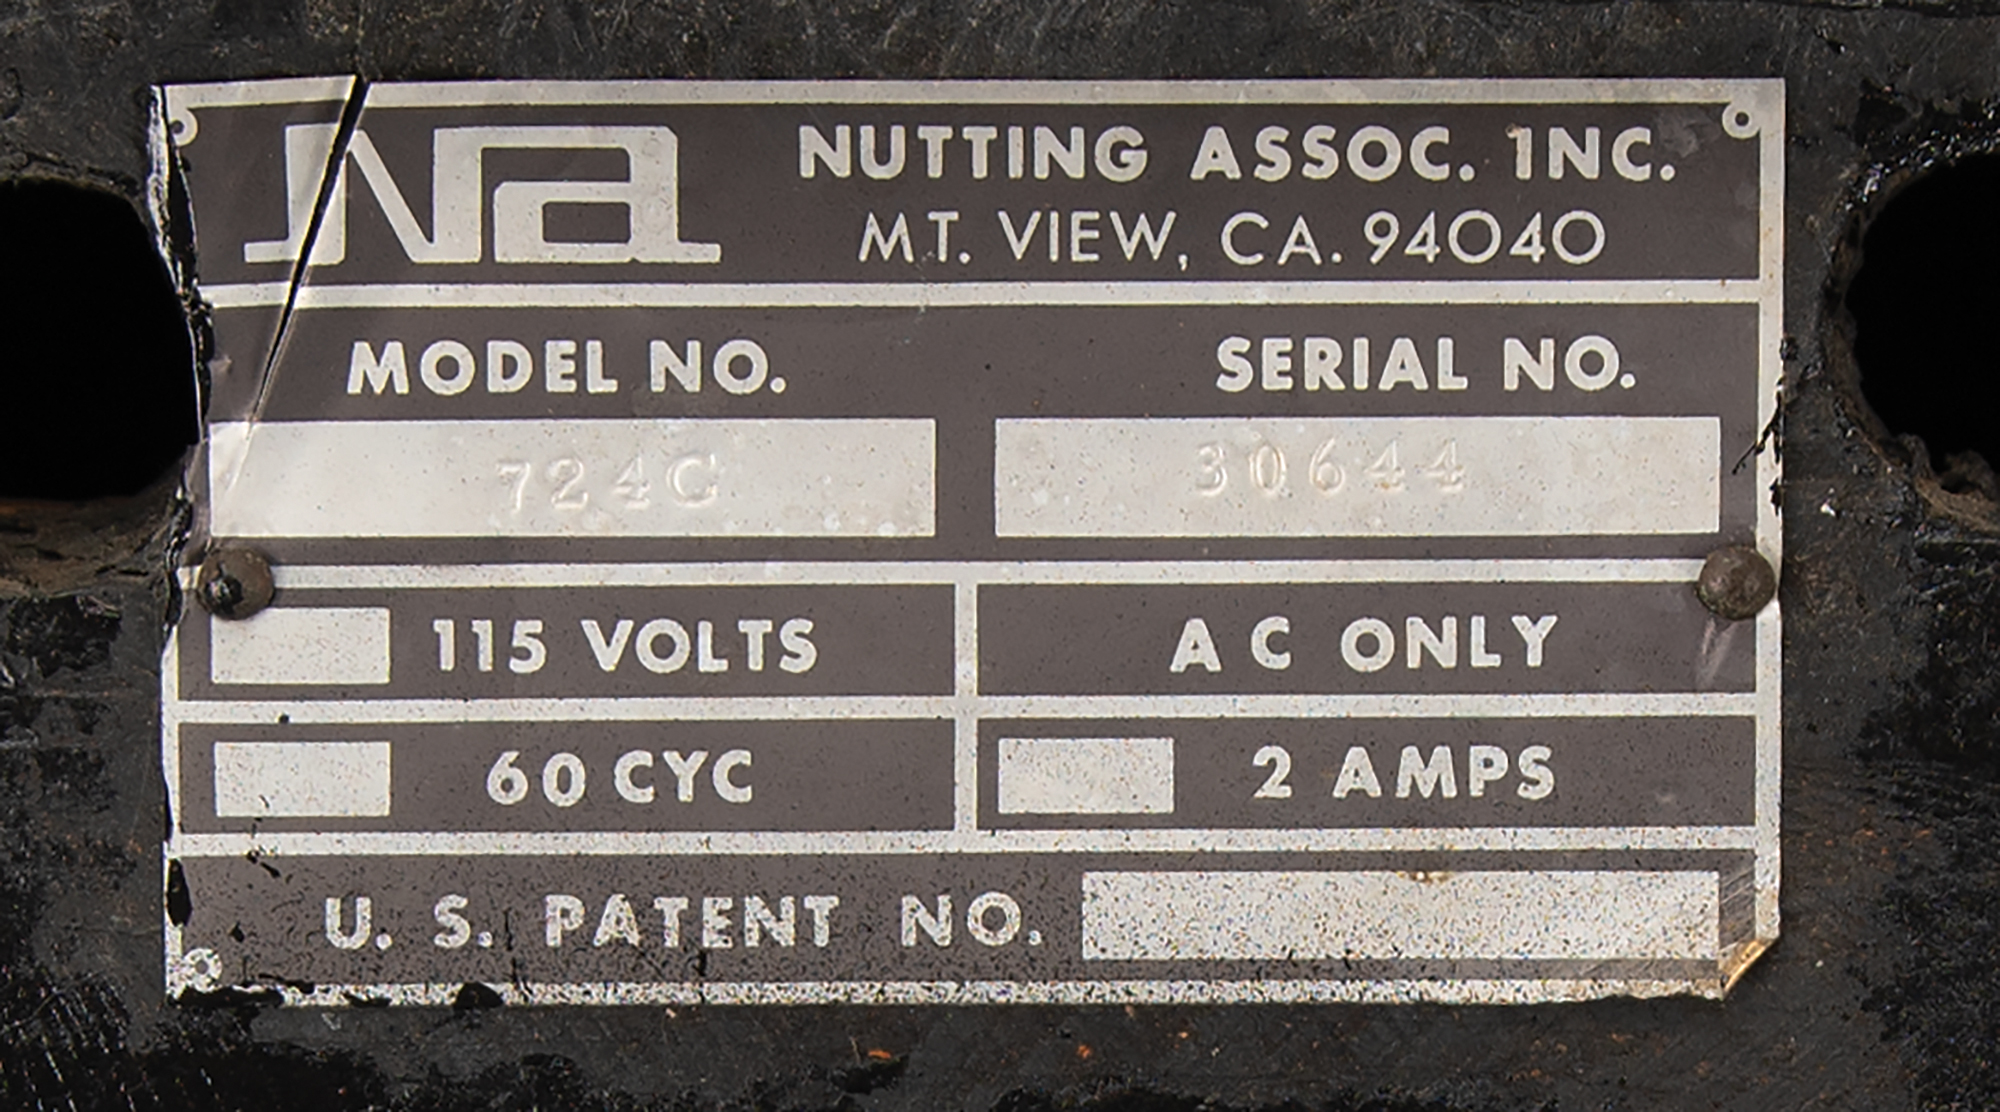 Na NUTTING ASSOC. INC.
MT. VIEW, CA. 94040
MODEL NO. SERIAL NO.
724C 30644
115 VOLTS AC ONLY
60 CYC 2 AMPS
U. S. PATENT NO.